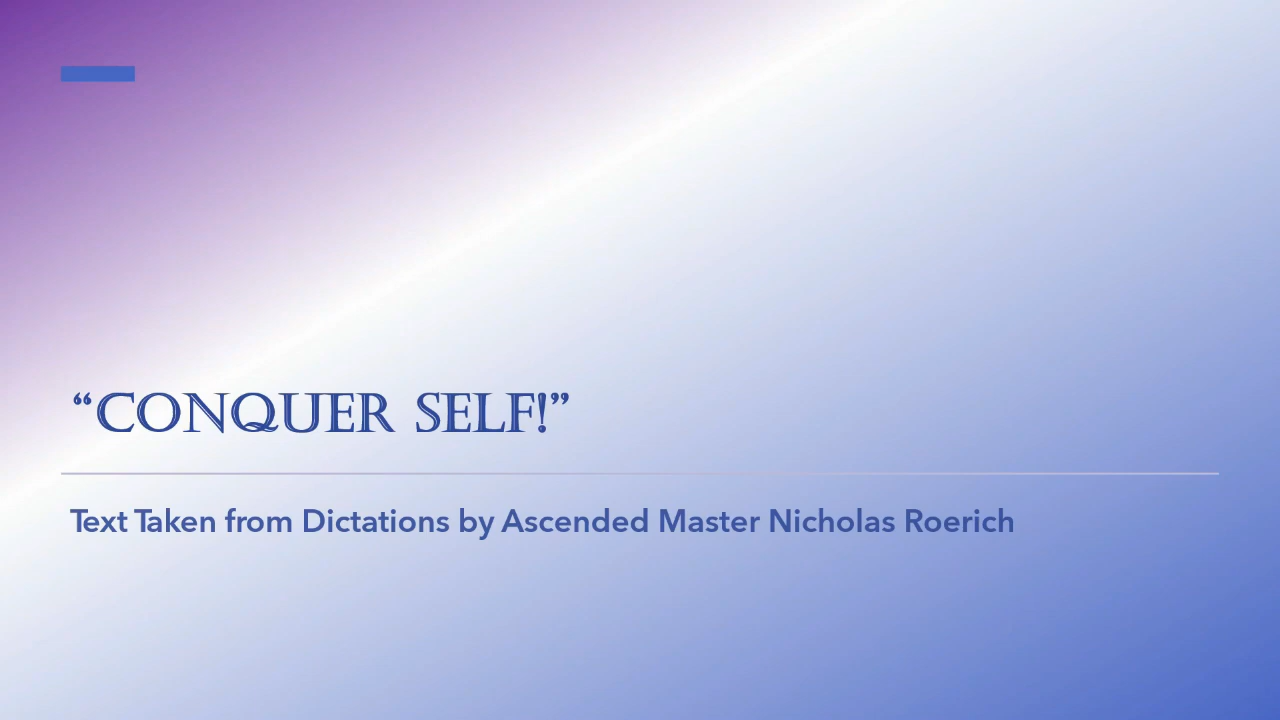 “CONQUER SELF!”
Text Taken from Dictations by Ascended Master Nicholas Roerich